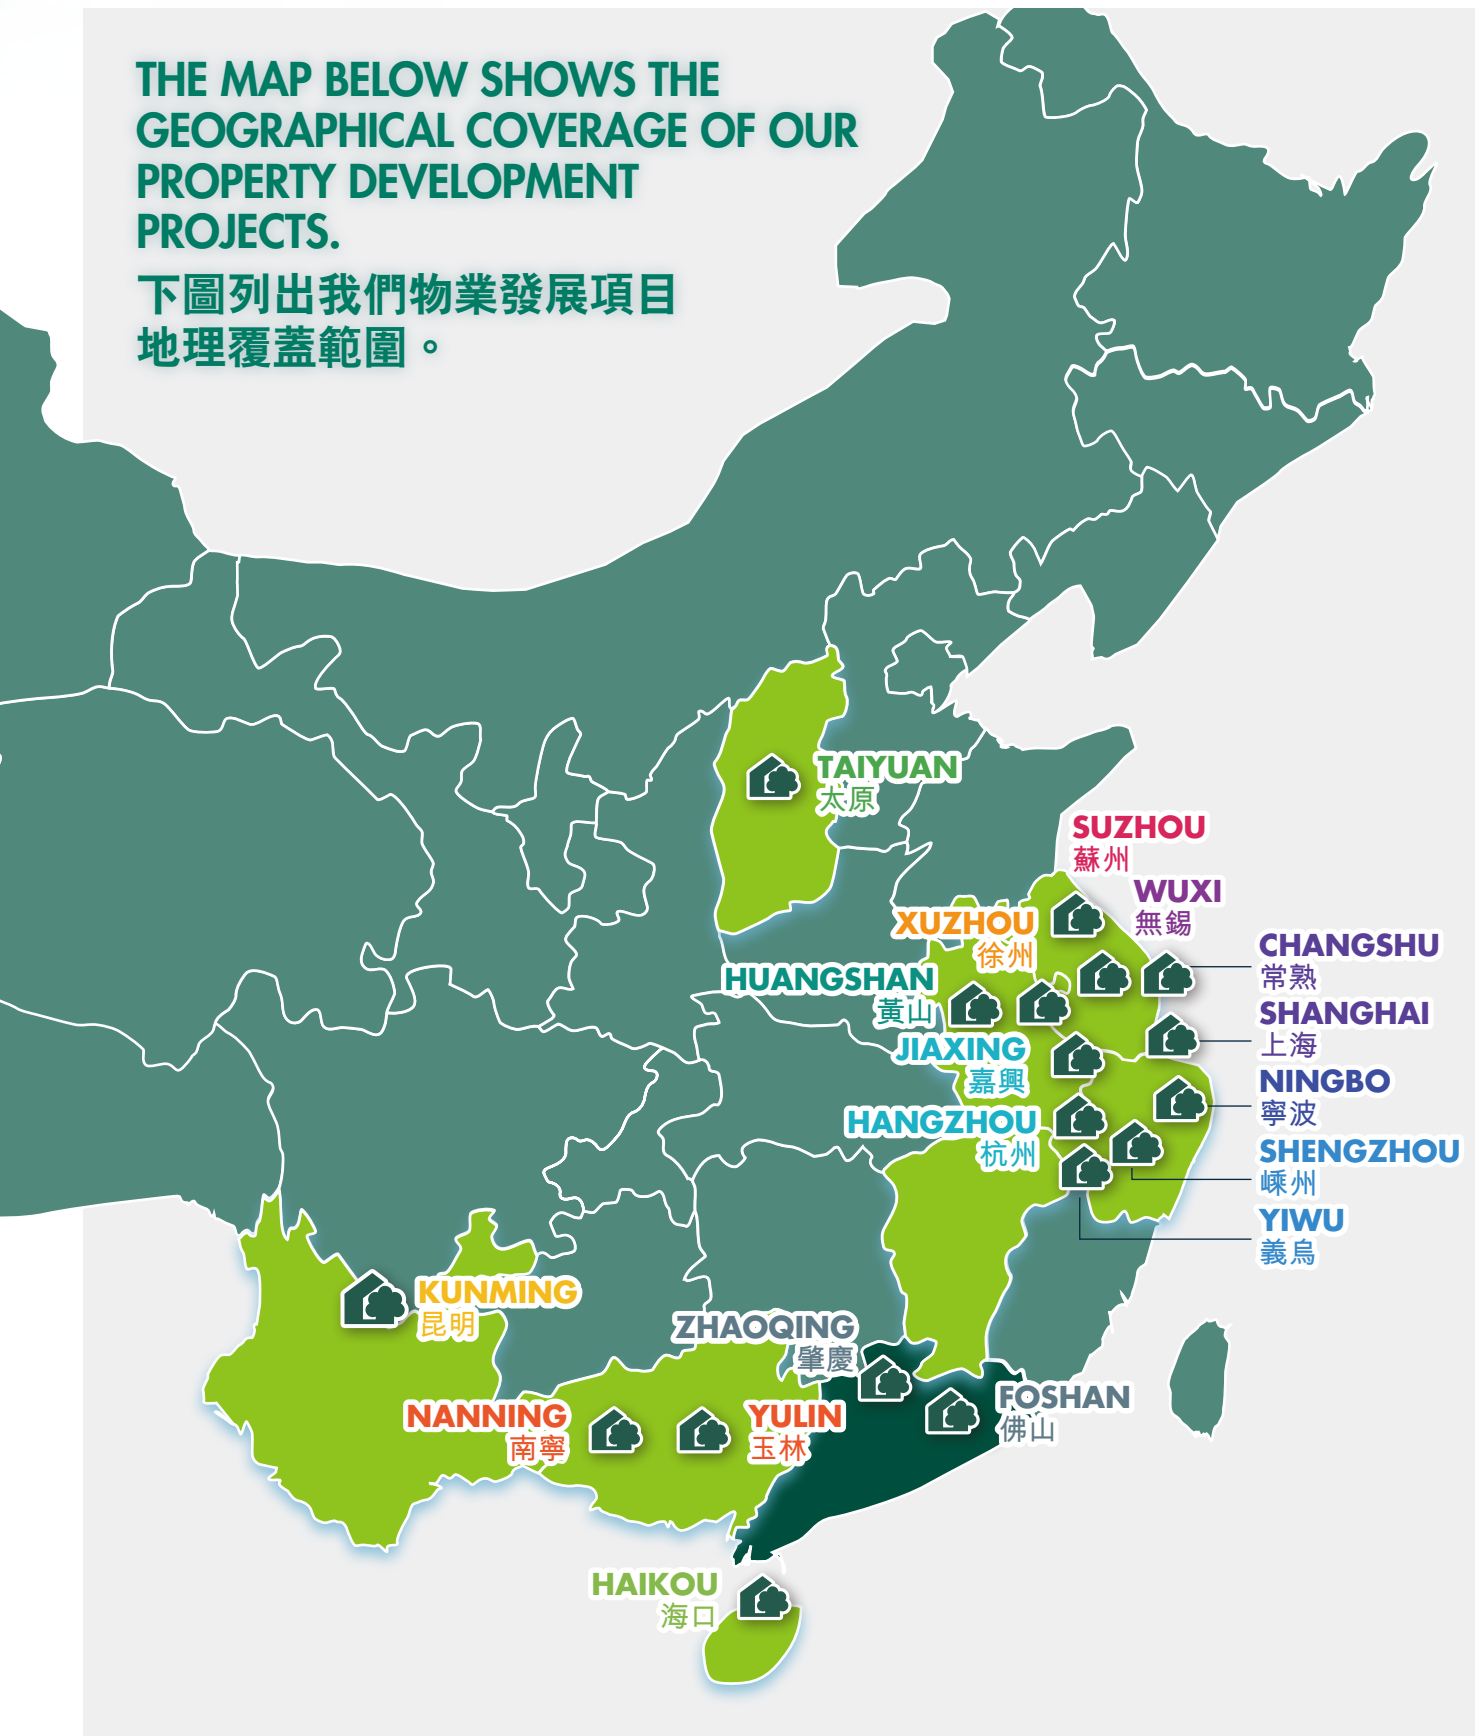 THE MAP BELOW SHOWS THE
GEOGRAPHICAL COVERAGE OF OUR
PROPERTY DEVELOPMENT
PROJECTS.
下圖列出我們物業發展項目
地理覆蓋範圍。
TAIYUAN
太原
SUZHOU
蘇州
WUXI
無錫
XUZHOU
徐州
CHANGSHU
常熟
HUANGSHAN
黃山
SHANGHAI
上海
JIAXING
嘉興
NINGBO
寧波
HANGZHOU
杭州
SHENGZHOU
嵊州
YIWU
義烏
KUNMING
昆明
ZHAOQING
肇慶
FOSHAN
佛山
NANNING
南寧
YULIN
玉林
HAIKOU
海口